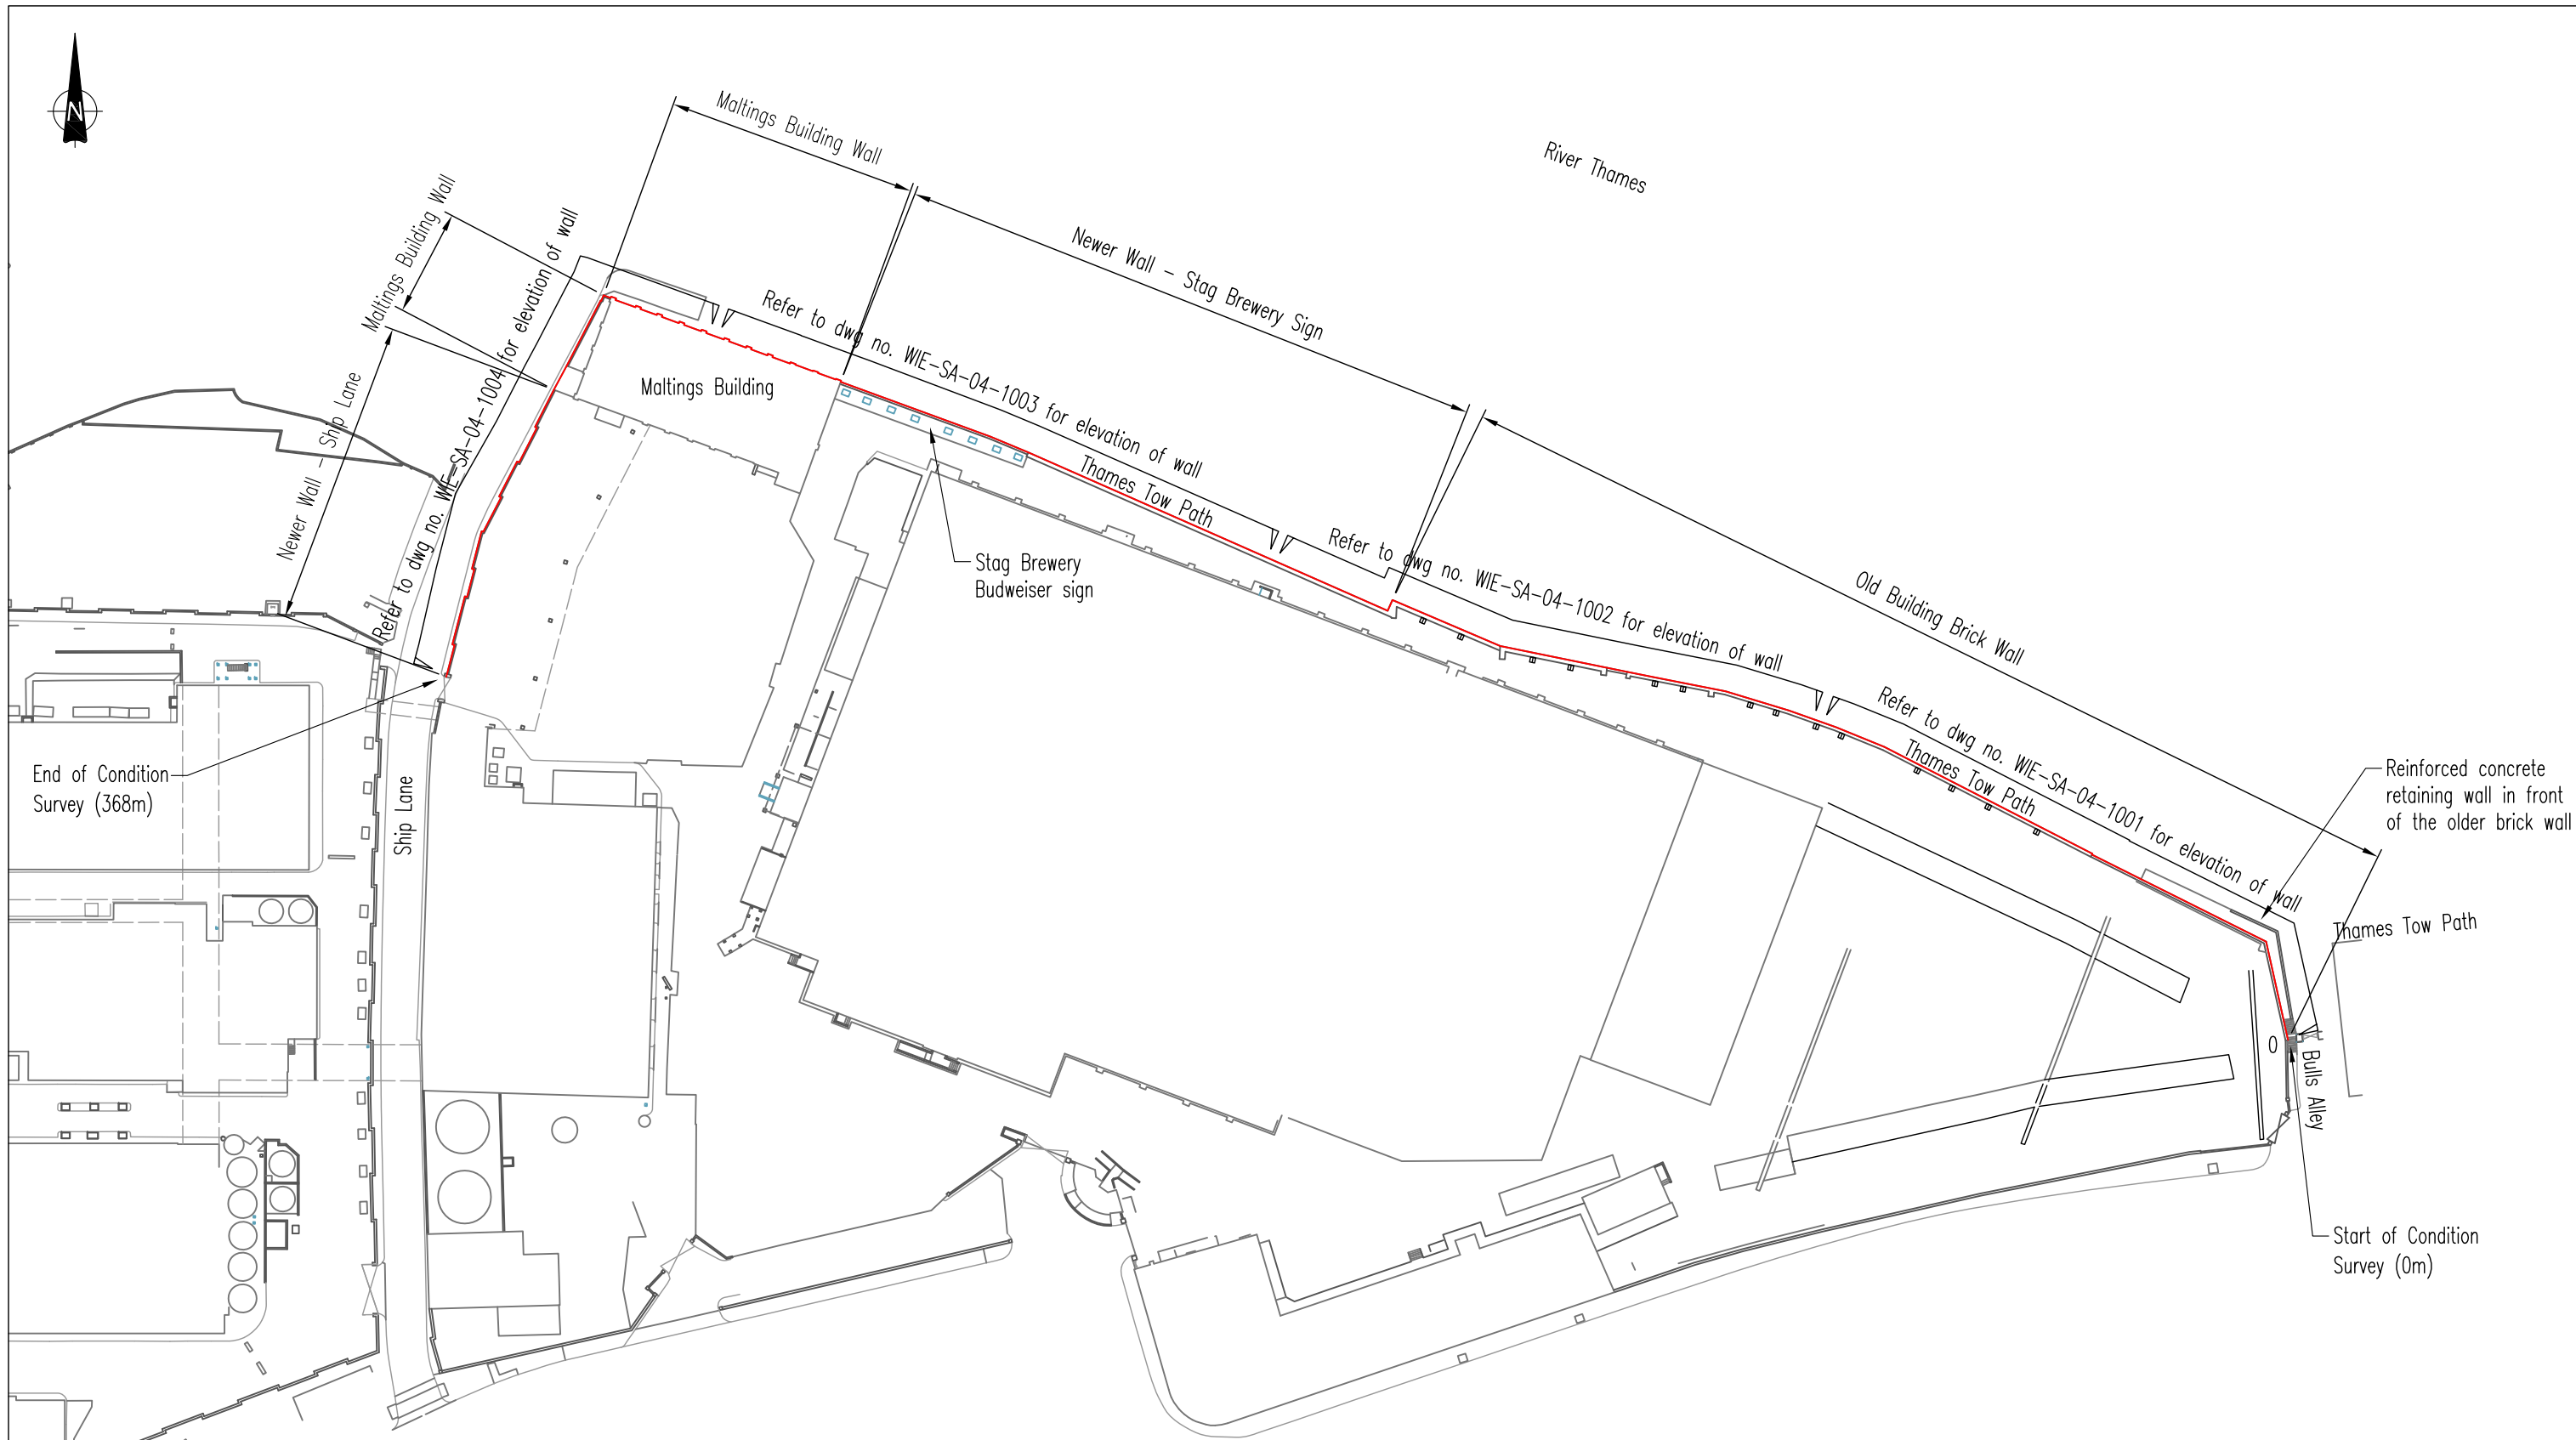 N
Maltings Building Wall
River Thames
Maltings Building Wall
Newer Wall - Stag Brewery Sign
Refer to dwg no. WIE-SA-04-1004 for elevation of wall
Refer to dwg no. WIE-SA-04-1003 for elevation of wall
Maltings Building
Newer Wall - Ship Lane
Thames Tow Path
Stag Brewery
Budweiser sign
Refer to dwg no. WIE-SA-04-1002 for elevation of wall
Old Building Brick Wall
Refer to dwg no. WIE-SA-04-1001 for elevation of wall
Thames Tow Path
End of Condition
Survey (368m)
Ship Lane
Reinforced concrete
retaining wall in front
of the older brick wall
Thames Tow Path
0
Bulls Alley
Start of Condition
Survey (0m)